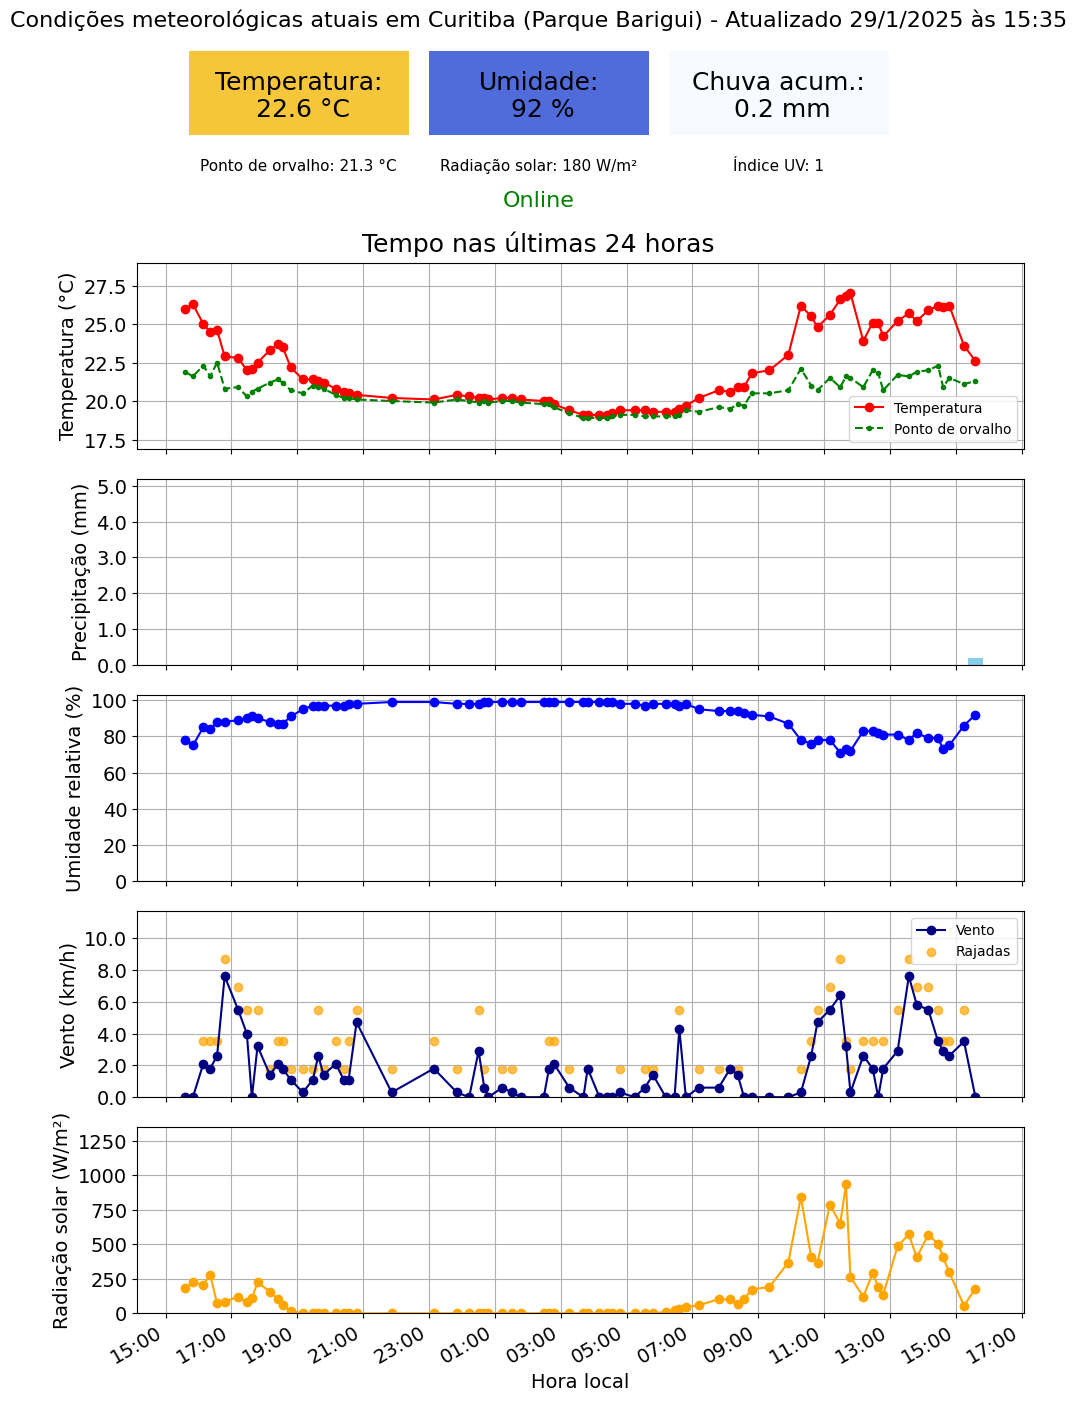 Condições meteorológicas atuais em Curitiba (Parque Barigui) - Atualizado 29/1/2025 às 15:35
Temperatura:
22.6 °C
Umidade:
92 %
Chuva acum.:
0.2 mm
Ponto de orvalho: 21.3 °C
Radiação solar: 180 W/m²
Índice UV: 1
Online
Tempo nas últimas 24 horas
Temperatura (°C)
27.5
25.0
22.5
20.0
17.5
Temperatura
Ponto de orvalho
Precipitação (mm)
5.0
4.0
3.0
2.0
1.0
0.0
Umidade relativa (%)
100
80
60
40
20
0
Vento (km/h)
10.0
8.0
6.0
4.0
2.0
0.0
Vento
Rajadas
Radiação solar (W/m²)
1250
1000
750
500
250
0
15:00
17:00
19:00
21:00
23:00
01:00
03:00
05:00
07:00
09:00
11:00
13:00
15:00
17:00
Hora local